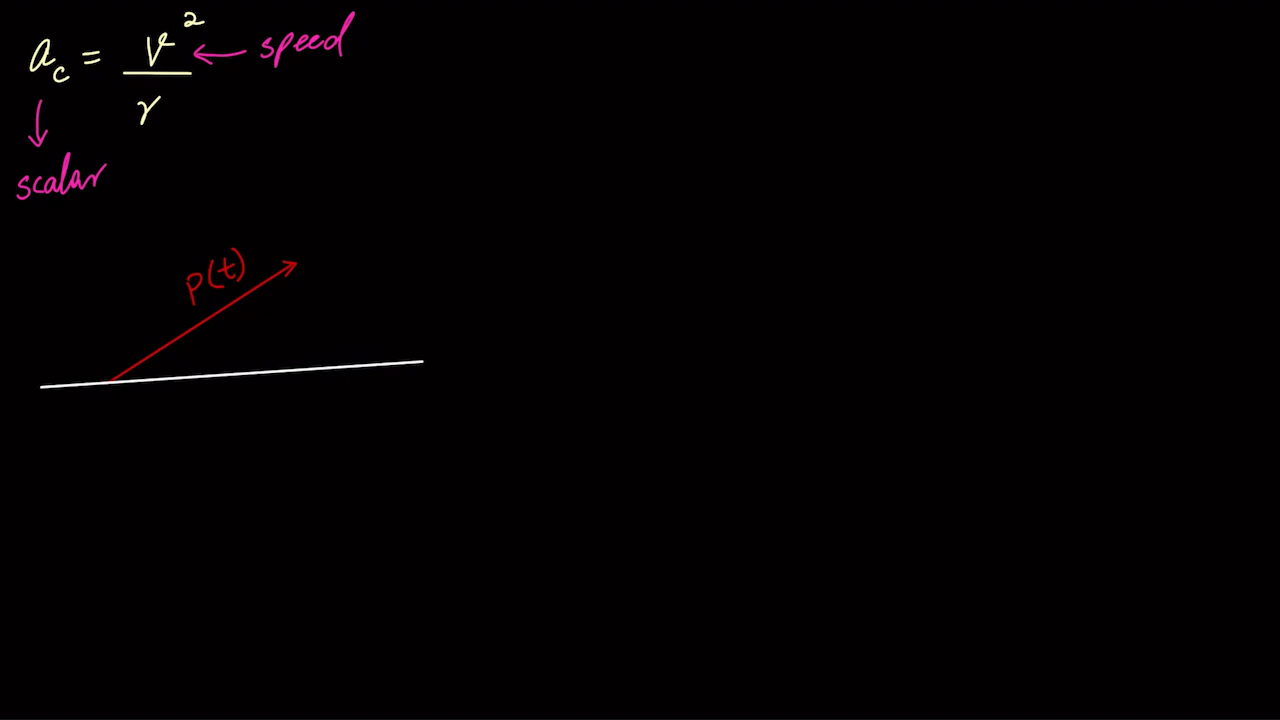 a_c = v^2 / r ← speed
↓
scalar
p(t)